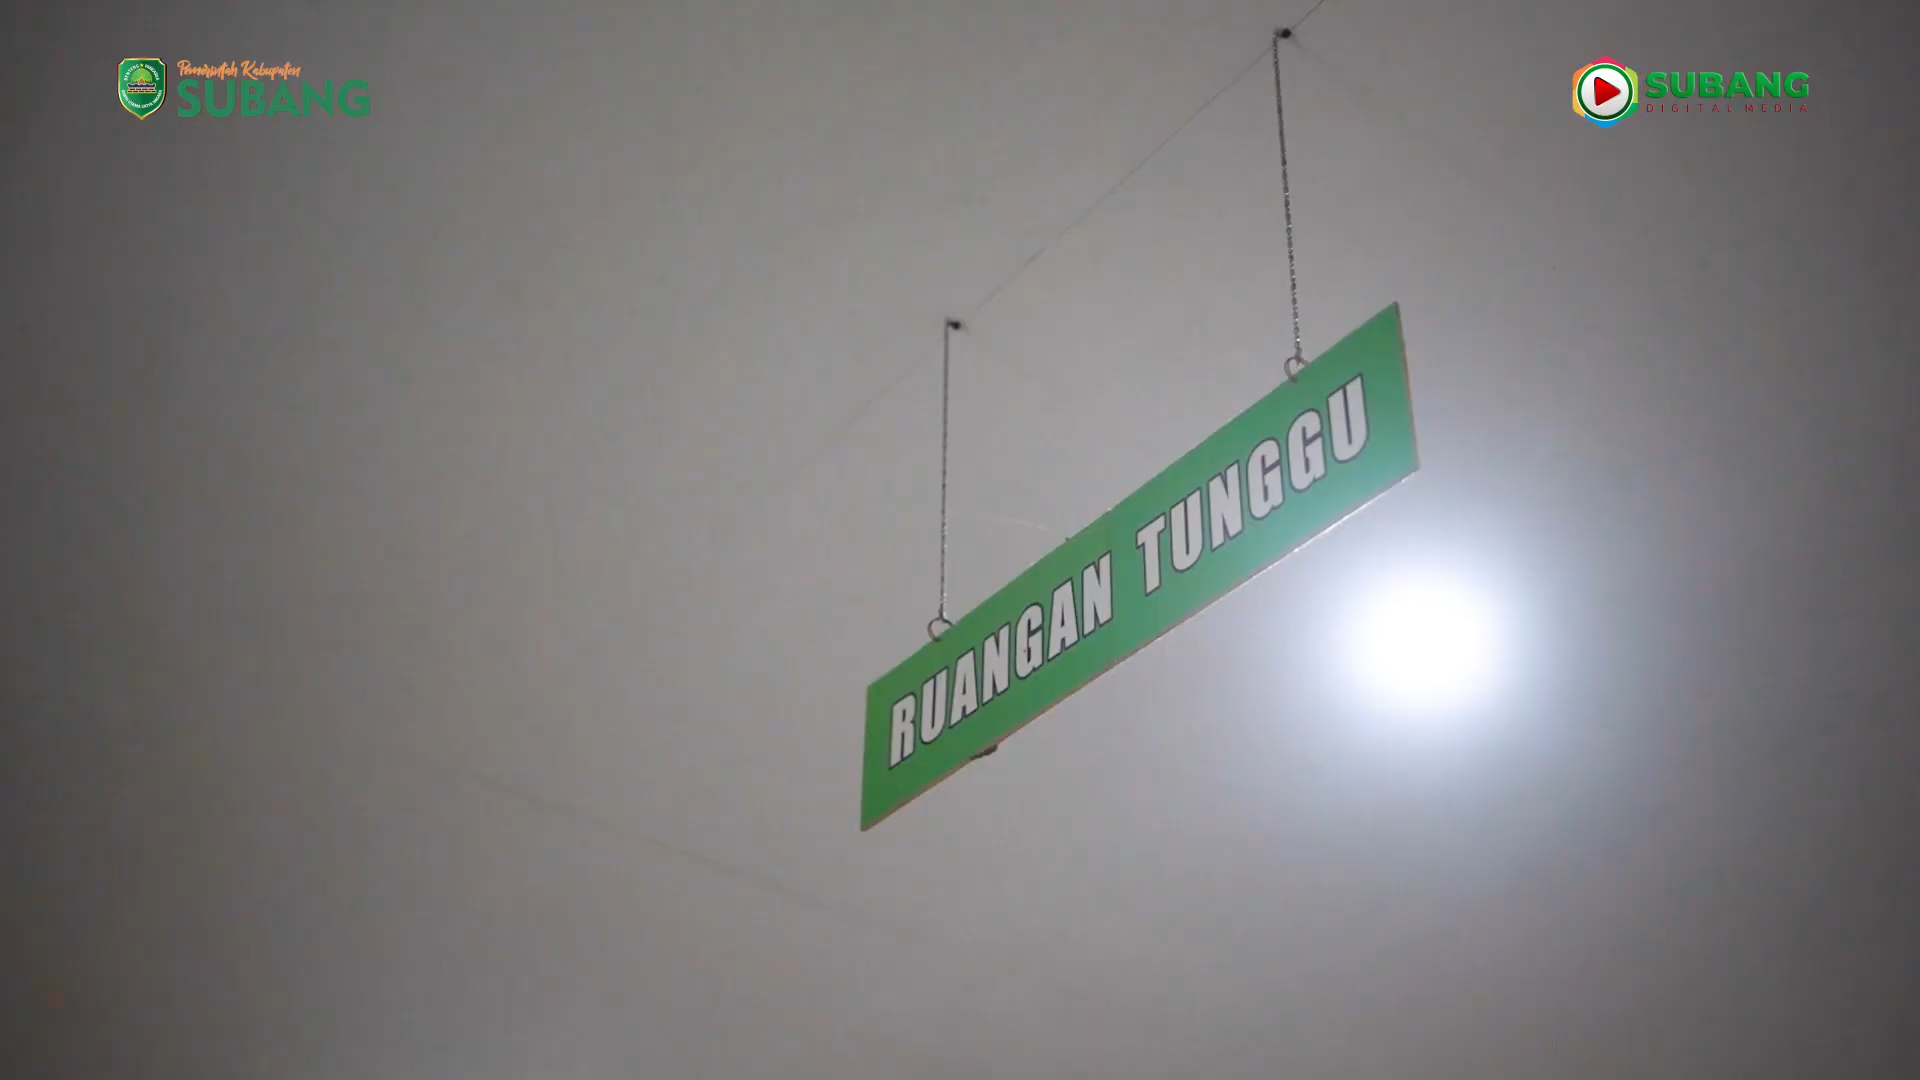 Pemerintah Kabupaten
SUBANG
SUBANG
DIGITAL MEDIA
RUANGAN TUNGGU